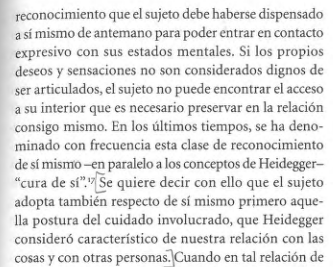 reconocimiento que el sujeto debe haberse dispensado
a sí mismo de antemano para poder entrar en contacto
expresivo con sus estados mentales. Si los propios
deseos y sensaciones no son considerados dignos de
ser articulados, el sujeto no puede encontrar el acceso
a su interior que es necesario preservar en la relación
consigo mismo. En los últimos tiempos, se ha deno-
minado con frecuencia esta clase de reconocimiento
de sí mismo –en paralelo a los conceptos de Heidegger–
“cura de sí”.¹⁷ Se quiere decir con ello que el sujeto
adopta también respecto de sí mismo primero aque-
lla postura del cuidado involucrado, que Heidegger
consideró característico de nuestra relación con las
cosas y con otras personas. Cuando en tal relación de